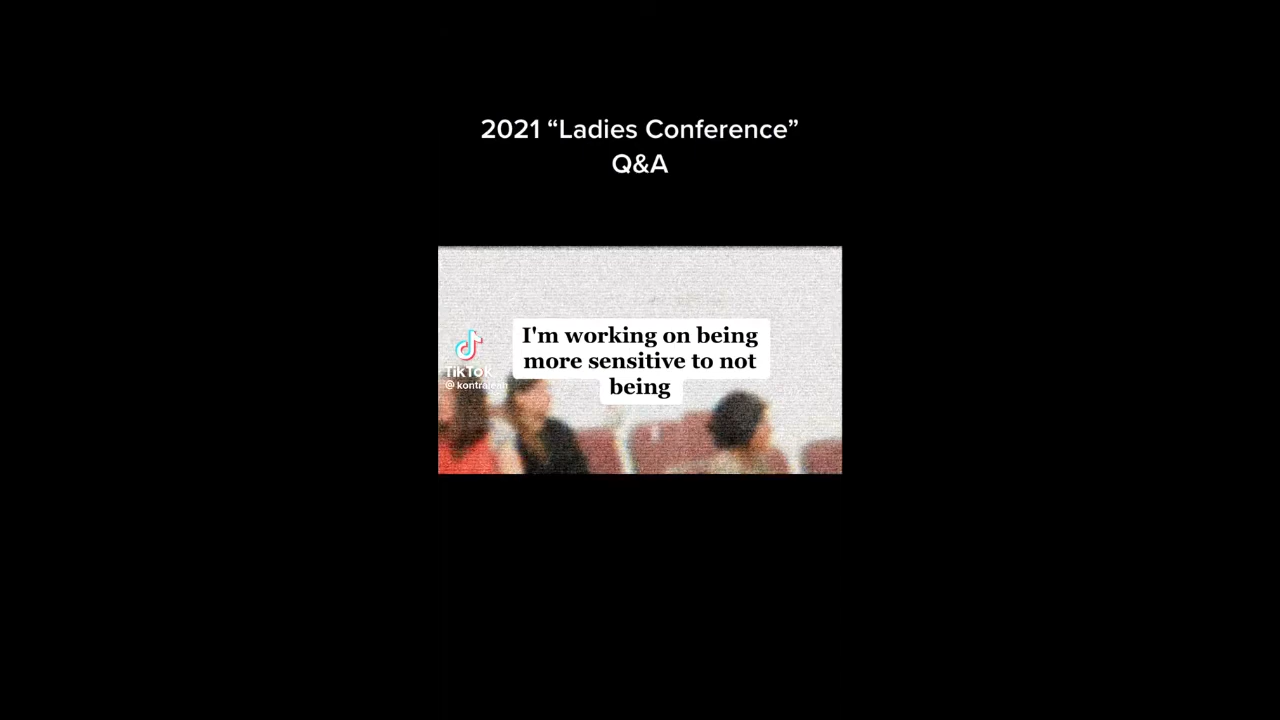 2021 “Ladies Conference”
Q&A
I'm working on being
more sensitive to not
being
TikTok